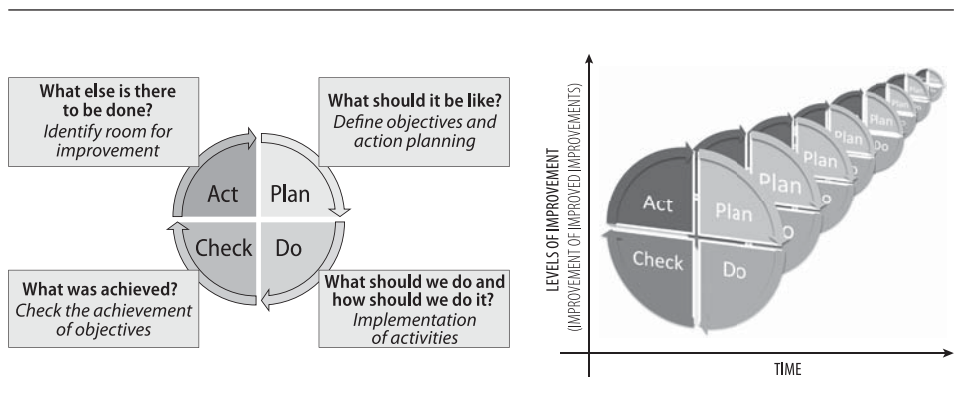 What else is there
to be done?
Identify room for
improvement
What should it be like?
Define objectives and
action planning
Act
Plan
Check
Do
What was achieved?
Check the achievement
of objectives
What should we do and
how should we do it?
Implementation
of activities
LEVELS OF IMPROVEMENT
(IMPROVEMENT OF IMPROVED IMPROVEMENTS)
Act
Plan
Check
Do
Plan
o
Plan
o
Plan
o
Plan
Do
Plan
TIME